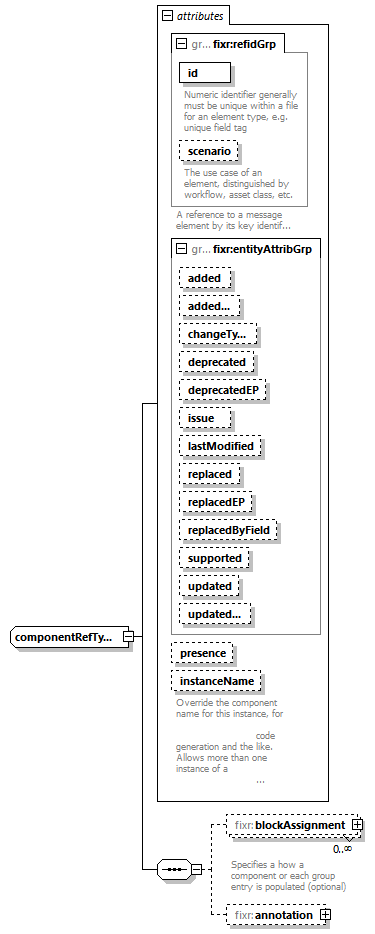 attributes
gr... fixr:refidGrp
id
Numeric identifier generally
must be unique within a file
for an element type, e.g.
unique field tag
scenario
The use case of an
element, distinguished by
workflow, asset class, etc.
A reference to a message
element by its key identif...
gr... fixr:entityAttribGrp
added
added...
changeTy...
deprecated
deprecatedEP
issue
lastModified
replaced
replacedEP
replacedByField
supported
updated
updated...
componentRefTy...
presence
instanceName
Override the component
name for this instance, for
code
generation and the like.
Allows more than one
instance of a
...
fixr:blockAssignment
0..∞
Specifies a how a
component or each group
entry is populated (optional)
fixr:annotation